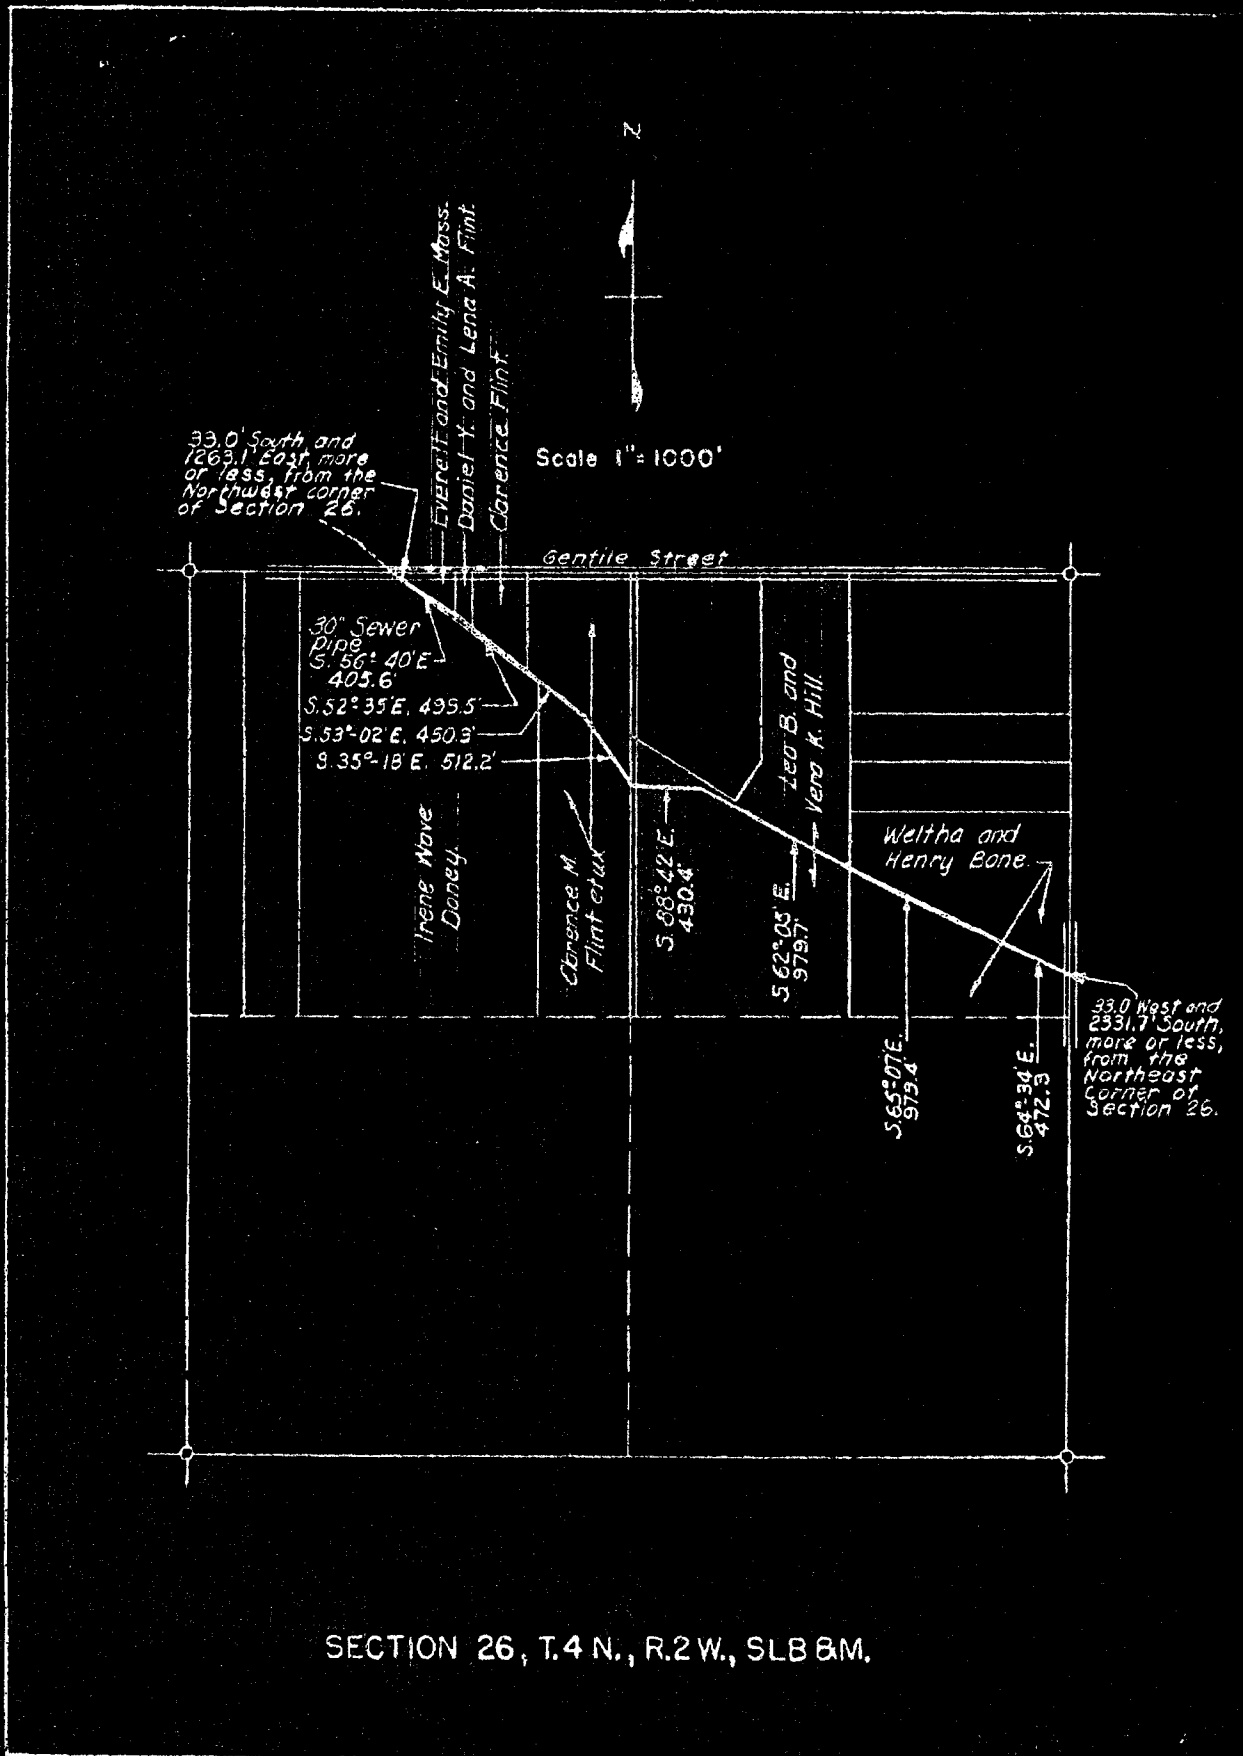 N
Everett and Emily E. Moss.
Daniel Y. and Lena A. Flint.
Clarence Flint.
Scale 1"=1000'
33.0' South and
1263.1' East, more
or less, from the
Northwest corner
of Section 26.
Gentile Street
30" Sewer
Pipe
S. 56°-40'E
405.6'
S.52°35'E.
S.53°-02'E. 450.3'
S.35°-18'E. 512.2'
Irene Wave
Doney.
Clarence M.
Flint et ux
S.88°-42'E.
430.4'
Leo B. and
Vera K. Hill.
S.62°-05'E.
979.7'
Weltha and
Henry Bone.
S.65°-07'E.
979.4'
S.64°-34'E.
472.3
33.0 West and
2331.7' South,
more or less,
from the
Northeast
Corner of
Section 26.
SECTION 26, T.4 N., R.2 W., SLB &M.